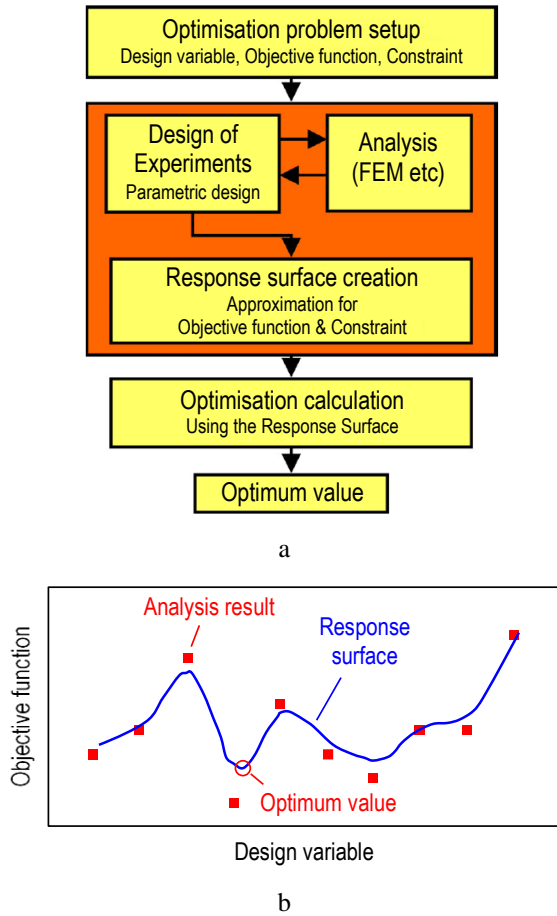 Optimisation problem setup
Design variable, Objective function, Constraint
Design of
Experiments
Parametric design
Analysis
(FEM etc)
Response surface creation
Approximation for
Objective function & Constraint
Optimisation calculation
Using the Response Surface
Optimum value
a
Analysis result
Response
surface
Objective function
Optimum value
Design variable
b